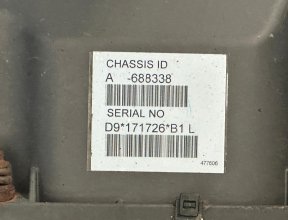 CHASSIS ID
A -688338
SERIAL NO
D9*171726*B1 L
477606